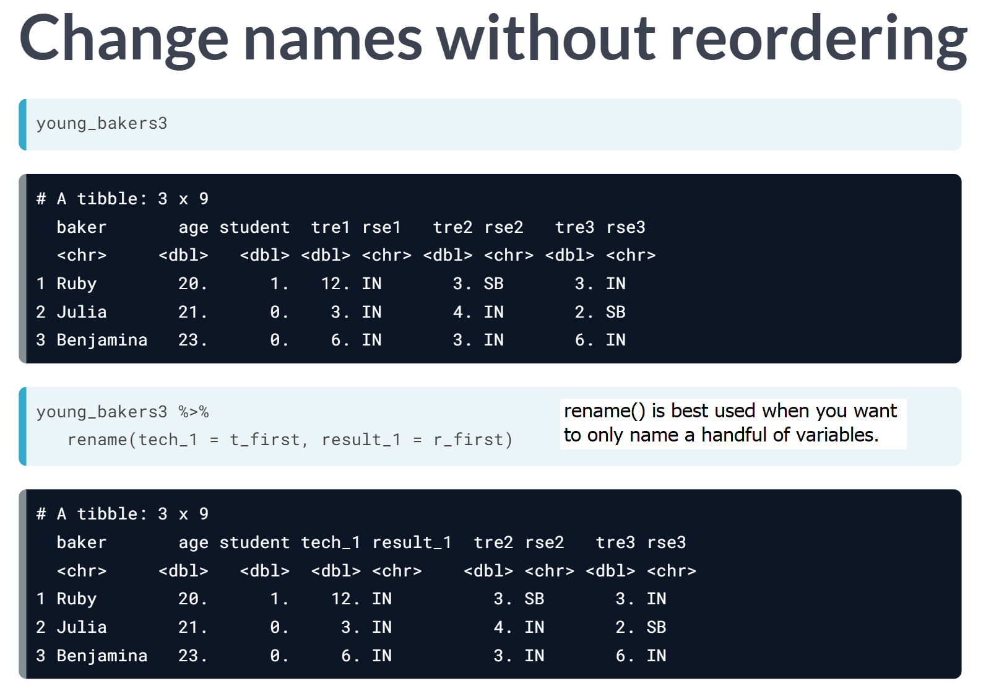 Change names without reordering
young_bakers3
# A tibble: 3 x 9
  baker       age student  tre1 rse1   tre2 rse2   tre3 rse3
  <chr>     <dbl>   <dbl> <dbl> <chr> <dbl> <chr> <dbl> <chr>
1 Ruby        20.      1.   12. IN       3. SB       3. IN
2 Julia       21.      0.    3. IN       4. IN       2. SB
3 Benjamina   23.      0.    6. IN       3. IN       6. IN
young_bakers3 %>%
   rename(tech_1 = t_first, result_1 = r_first)
rename() is best used when you want
to only name a handful of variables.
# A tibble: 3 x 9
  baker       age student tech_1 result_1  tre2 rse2   tre3 rse3
  <chr>     <dbl>   <dbl>  <dbl> <chr>    <dbl> <chr> <dbl> <chr>
1 Ruby        20.      1.    12. IN          3. SB       3. IN
2 Julia       21.      0.     3. IN          4. IN       2. SB
3 Benjamina   23.      0.     6. IN          3. IN       6. IN